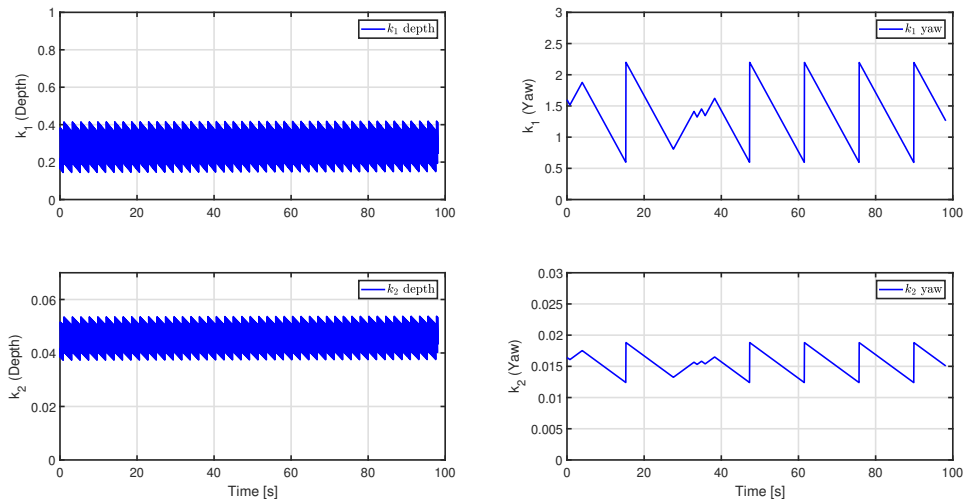 k1 (Depth)
1
0.8
0.6
0.4
0.2
0
k1 depth
0 20 40 60 80 100
k1 (Yaw)
3
2.5
2
1.5
1
0.5
0
k1 yaw
0 20 40 60 80 100
k2 (Depth)
0.06
0.04
0.02
0
k2 depth
0 20 40 60 80 100
Time [s]
k2 (Yaw)
0.03
0.025
0.02
0.015
0.01
0.005
0
k2 yaw
0 20 40 60 80 100
Time [s]